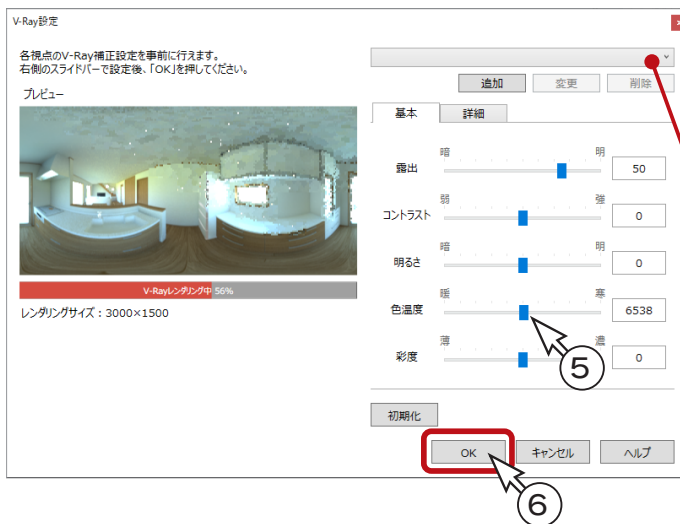 V-Ray設定
各視点のV-Ray補正設定を事前に行えます。
右側のスライドバーで設定後、「OK」を押してください。
プレビュー
V-Rayレンダリング中 56%
レンダリングサイズ：3000×1500
追加 変更 削除
基本 詳細
暗 明
露出 50
弱 強
コントラスト 0
暗 明
明るさ 0
暖 寒
色温度 6538
薄 濃
彩度 0
5
初期化
OK キャンセル ヘルプ
6